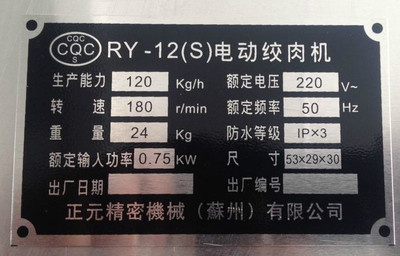 CQC
CQC
S
RY-12(S)电动绞肉机
生产能力 120 Kg/h 额定电压 220 V~
转速 180 r/min 额定频率 50 Hz
重量 24 Kg 防水等级 IP×3
额定输入功率 0.75 KW 尺寸 53×29×30
出厂日期 出厂编号
正元精密機械（蘇州）有限公司